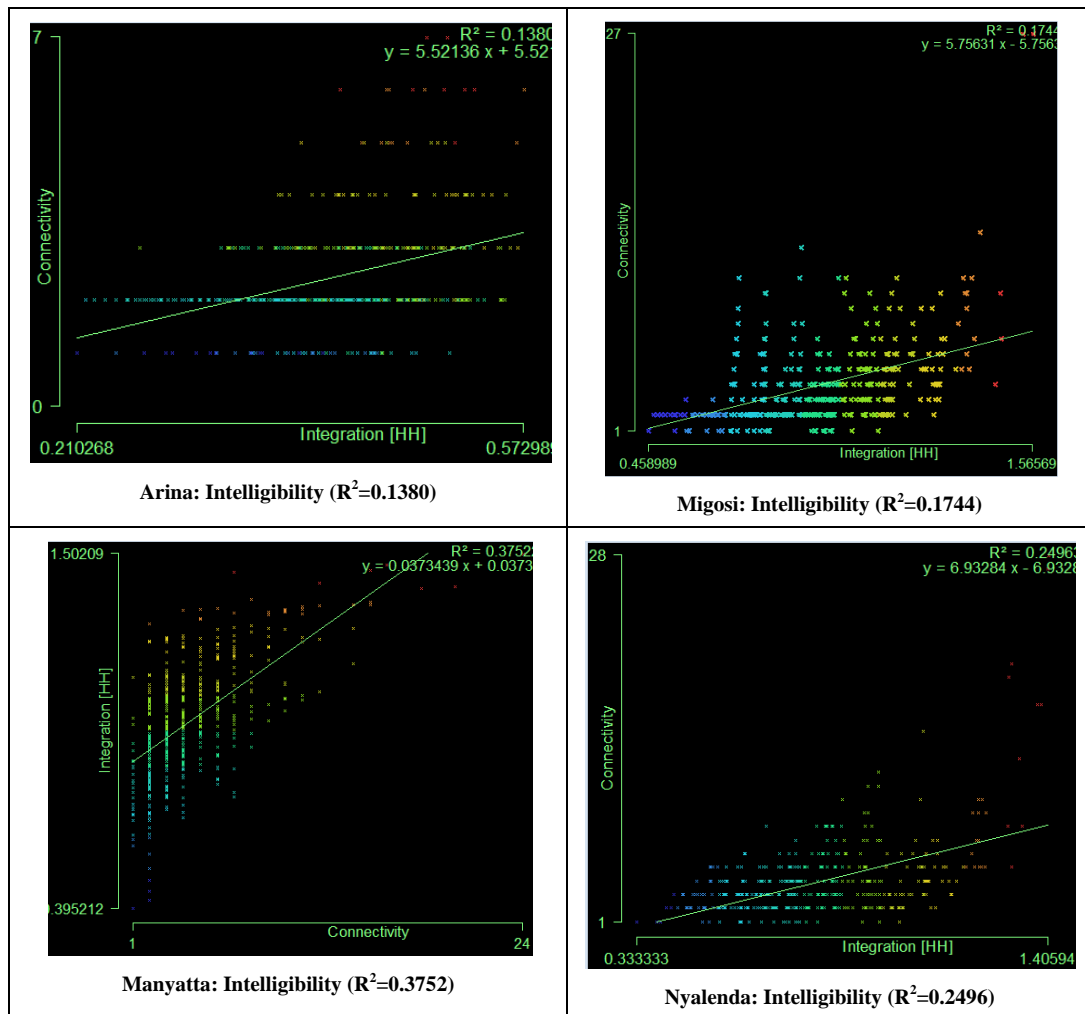 7
R² = 0.1380
y = 5.52136 x + 5.521
Connectivity
0
Integration [HH]
0.210268
0.572989
Arina: Intelligibility (R²=0.1380)
27
R² = 0.1744
y = 5.75631 x - 5.7563
Connectivity
1
Integration [HH]
0.458989
1.56569
Migosi: Intelligibility (R²=0.1744)
1.50209
R² = 0.37523
y = 0.0373439 x + 0.0373
Integration [HH]
0.395212
Connectivity
1
24
Manyatta: Intelligibility (R²=0.3752)
28
R² = 0.24963
y = 6.93284 x - 6.9328
Connectivity
1
Integration [HH]
0.333333
1.40594
Nyalenda: Intelligibility (R²=0.2496)